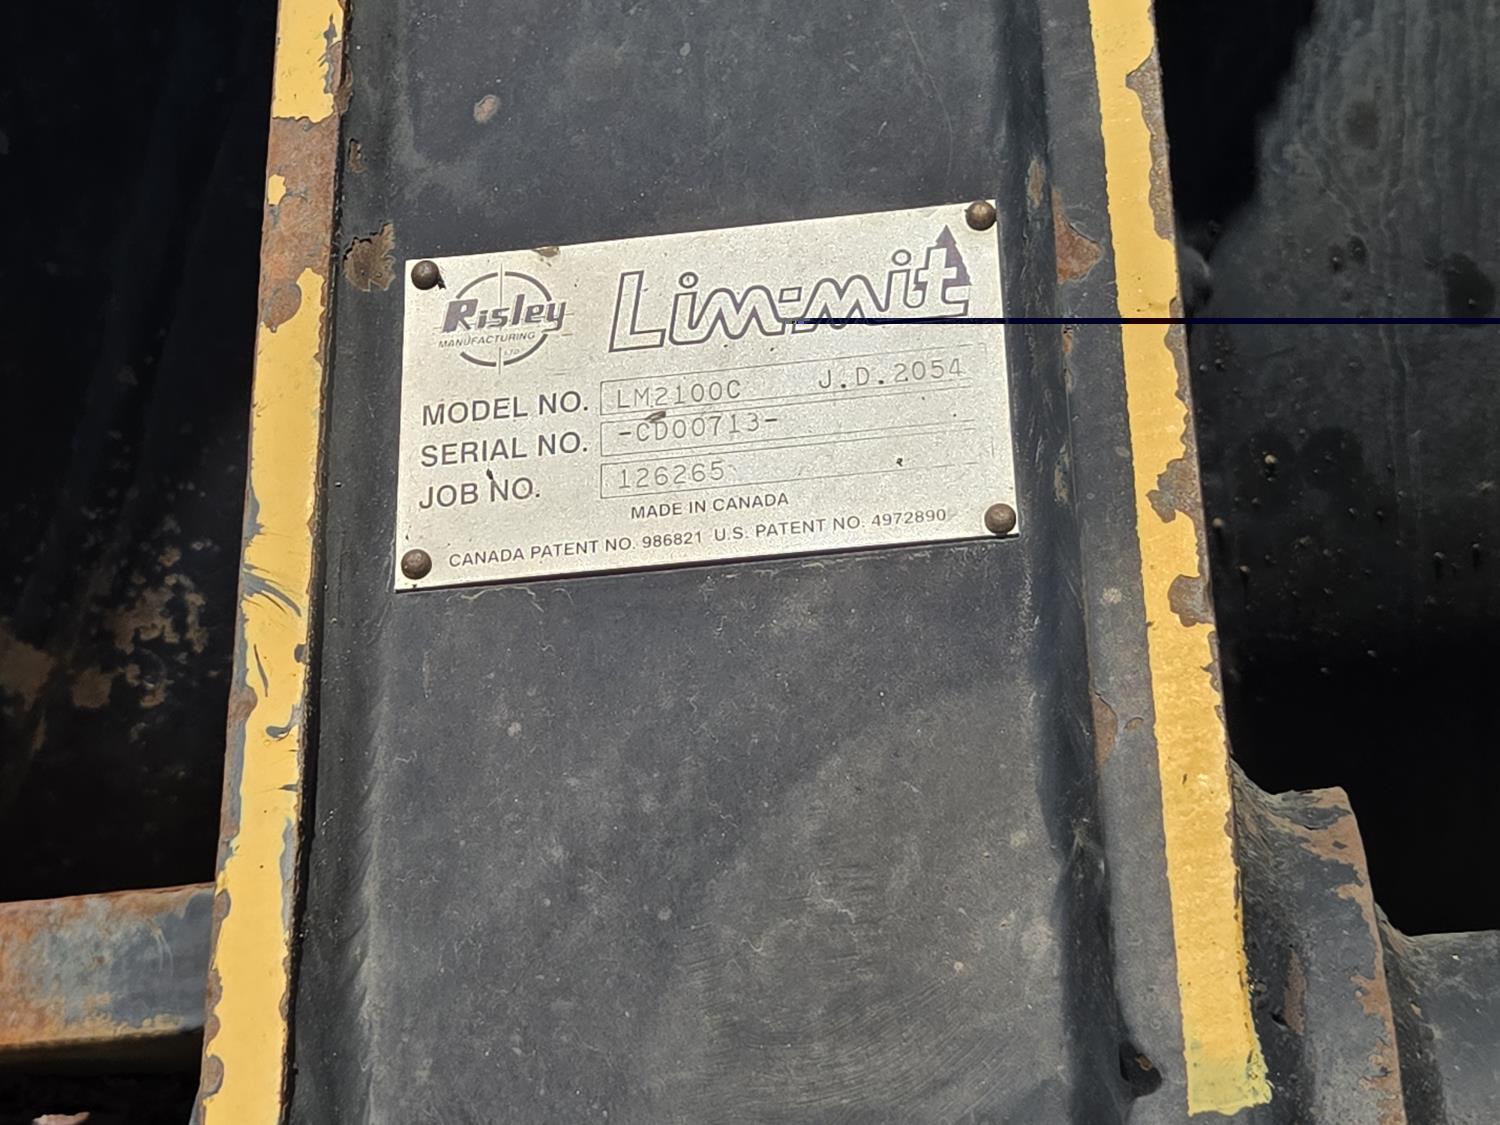 Risley
MANUFACTURING
LTD.
Lim-mit
MODEL NO. LM2100C J.D.2054
SERIAL NO. -CD00713-
JOB NO. 126265
MADE IN CANADA
CANADA PATENT NO. 986821 U.S. PATENT NO. 4972890